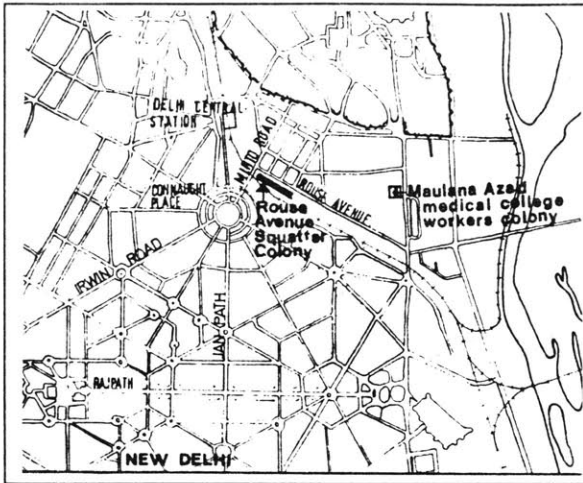 DELHI CENTRAL
STATION
MINTO ROAD
CONNAUGHT
PLACE
ROUSE AVENUE
Rouse
Avenue
Squatter
Colony
Maulana Azad
medical college
workers colony
IRWIN ROAD
JAN PATH
RAJPATH
NEW DELHI